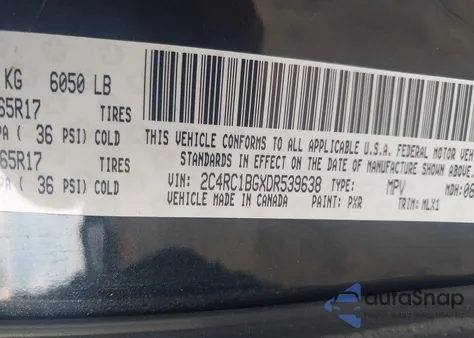 KG 6050 LB
65R17 TIRES
PA ( 36 PSI) COLD
65R17 TIRES
PA ( 36 PSI) COLD
THIS VEHICLE CONFORMS TO ALL APPLICABLE U.S.A. FEDERAL MOTOR VEH
STANDARDS IN EFFECT ON THE DATE OF MANUFACTURE SHOWN ABOVE.
VIN: 2C4RC1BGXDR539638 TYPE: MPV MDH:06
VEHICLE MADE IN CANADA PAINT: PXR TRIM: MLX1
autoSnap